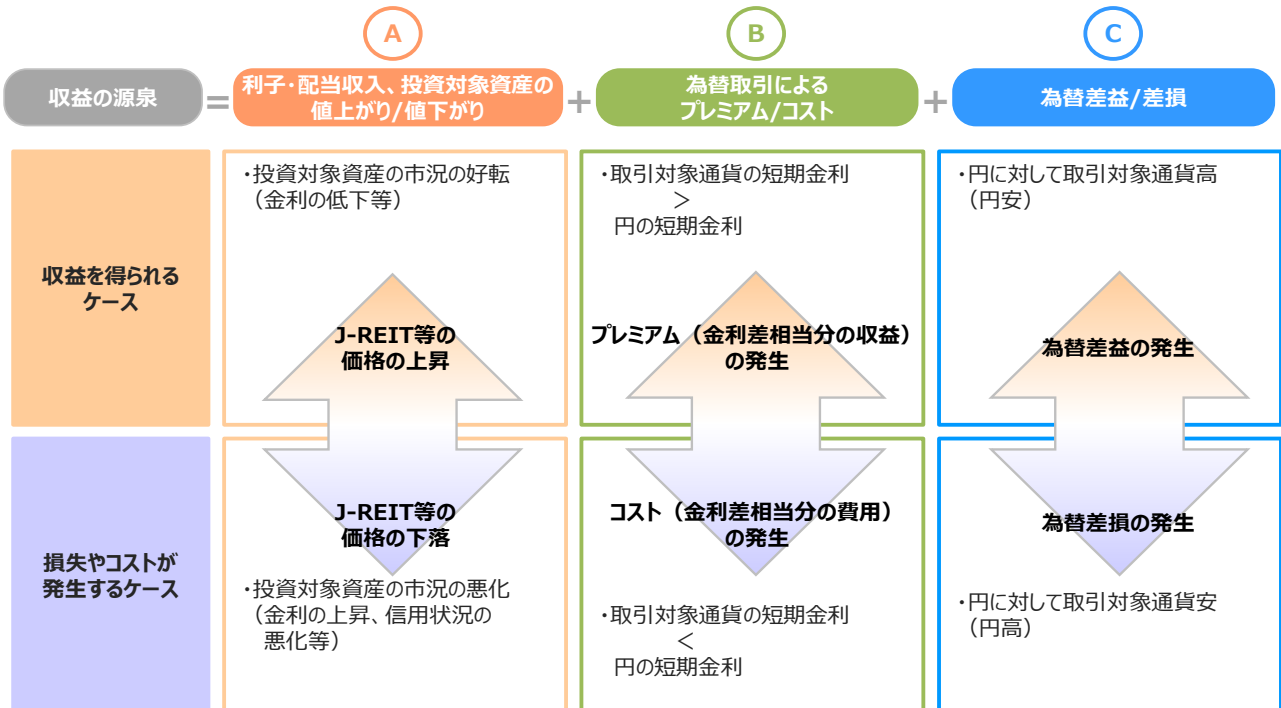 A
B
C
収益の源泉
=
利子・配当収入、投資対象資産の
値上がり/値下がり
+
為替取引による
プレミアム/コスト
+
為替差益/差損
収益を得られる
ケース
・投資対象資産の市況の好転
（金利の低下等）
J-REIT等の
価格の上昇
・取引対象通貨の短期金利
＞
円の短期金利
プレミアム（金利差相当分の収益）
の発生
・円に対して取引対象通貨高
（円安）
為替差益の発生
損失やコストが
発生するケース
J-REIT等の
価格の下落
・投資対象資産の市況の悪化
（金利の上昇、信用状況の
悪化等）
コスト（金利差相当分の費用）
の発生
・取引対象通貨の短期金利
＜
円の短期金利
為替差損の発生
・円に対して取引対象通貨安
（円高）